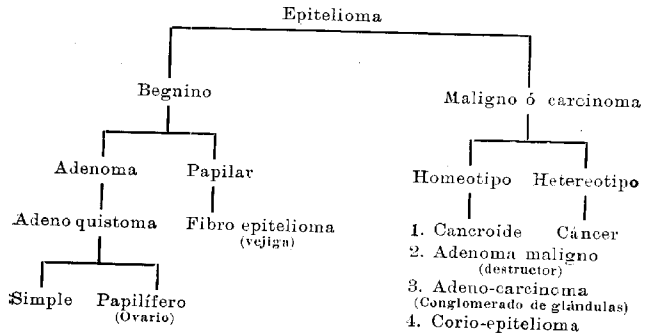 Epitelioma
Begnino
Maligno ó carcinoma
Adenoma Papilar
Homeotipo Hetereotipo
Adeno quistoma Fibro epitelioma
(vejiga)
1. Cancroide Cáncer
2. Adenoma maligno
(destructor)
Simple Papilífero
(Ovario)
3. Adeno-carcinoma
(Conglomerado de glándulas)
4. Corio-epitelioma